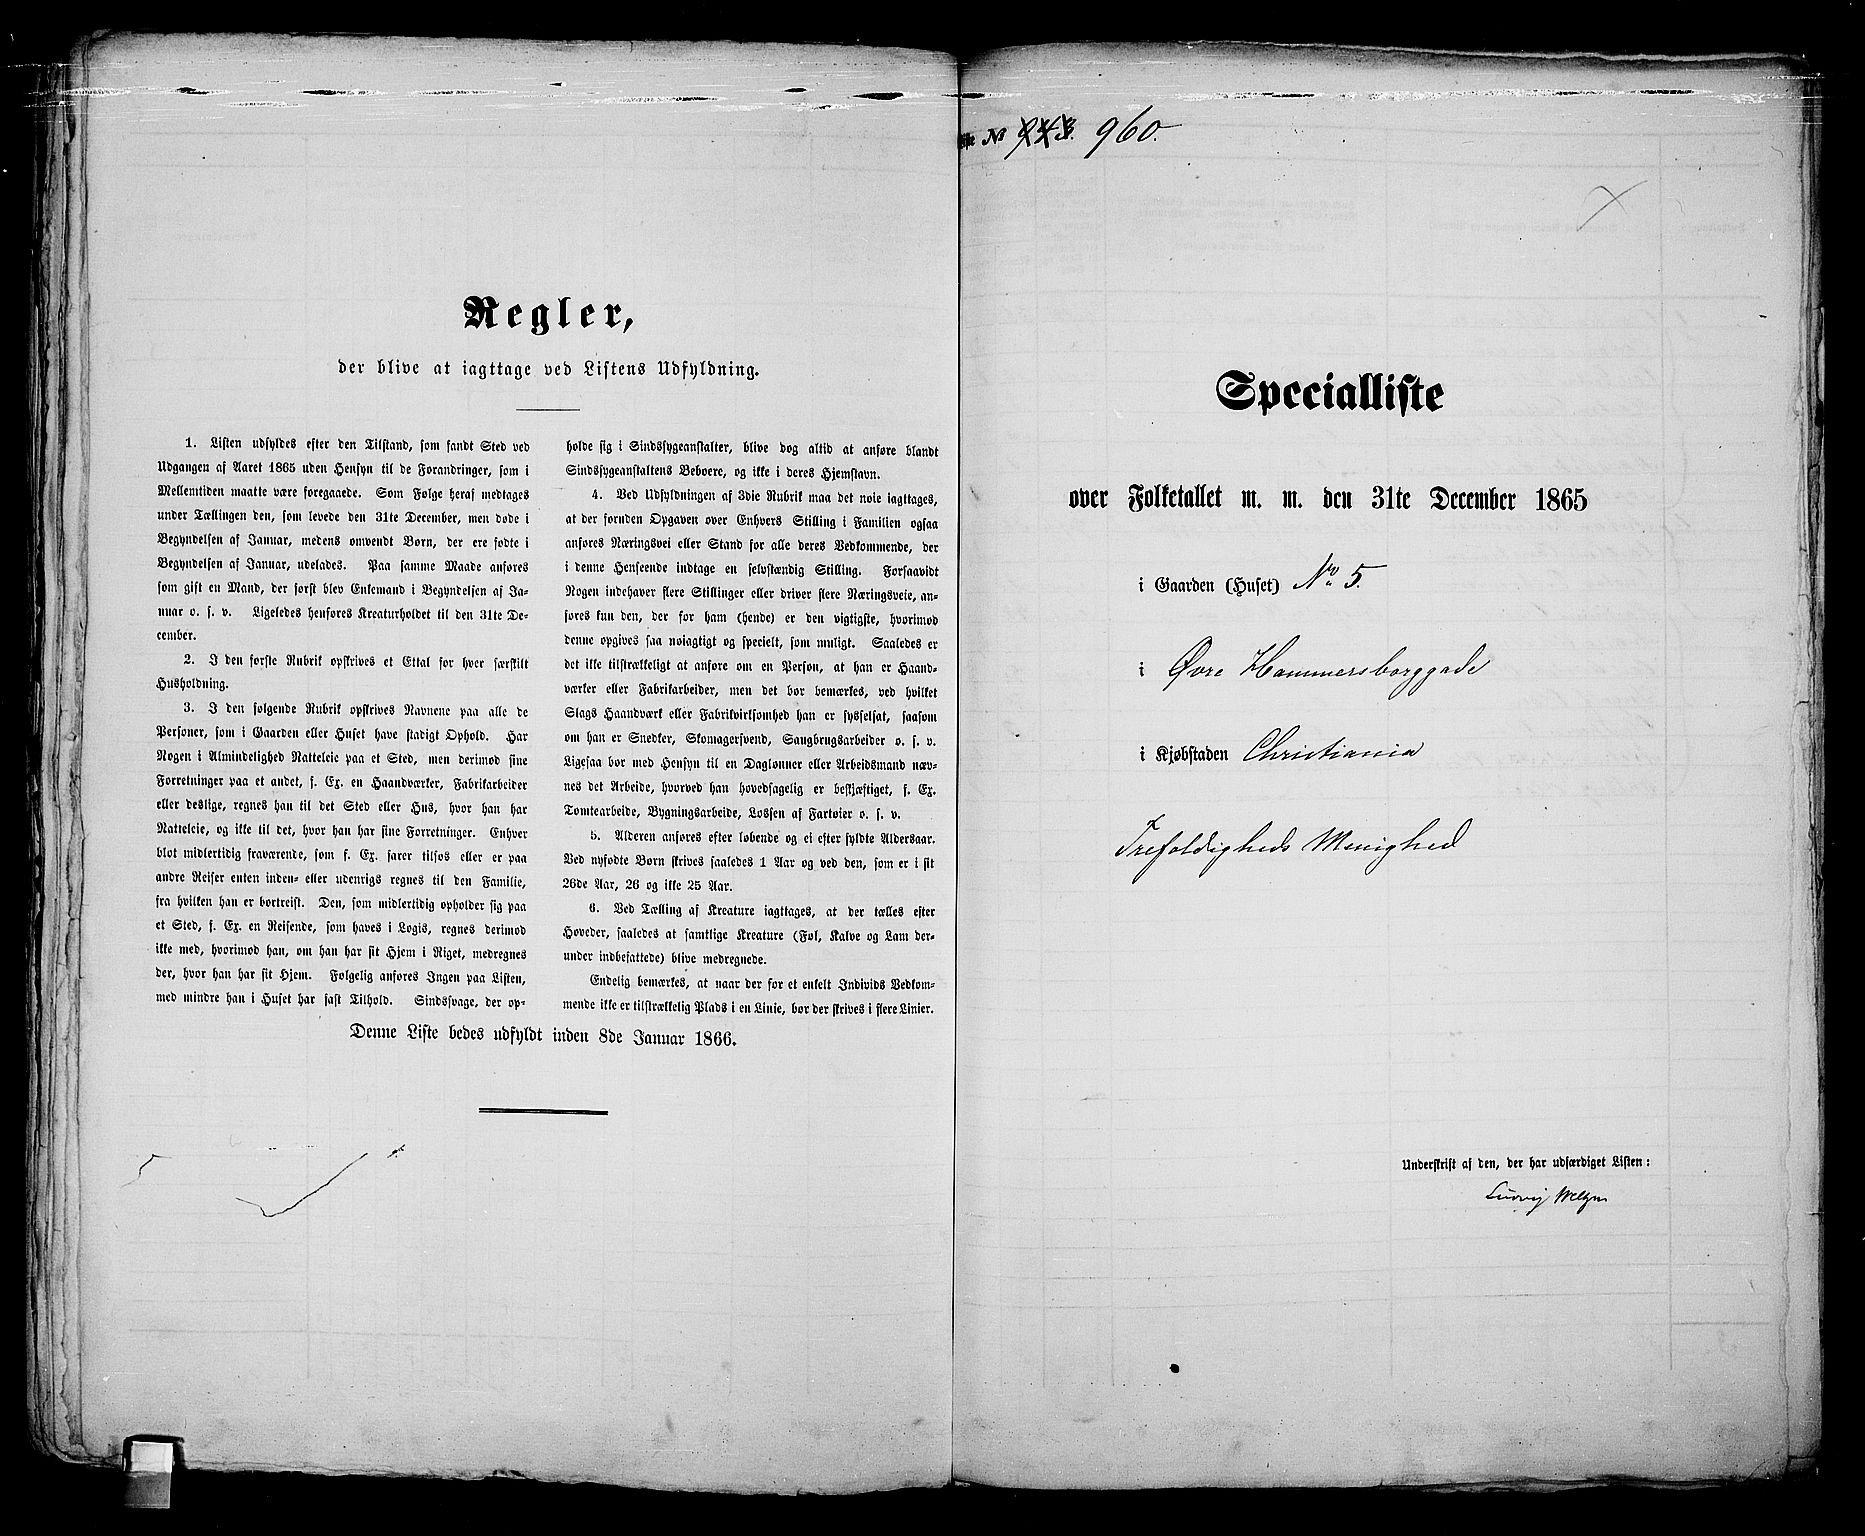 Regler,
der blive at iagttage ved Listens Udfyldning.
1. Listen udfyldes efter den Tilstand, som fandt Sted ved
Udgangen af Aaret 1865 uden Hensyn til de Forandringer, som i
Mellemtiden maatte være foregaaede. Som Følge heraf medtages
under Tællingen den, som levede den 31te December, men døde i
Begyndelsen af Januar, medens omvendt Børn, der ere fødte i
Begyndelsen af Januar, udelades. Paa samme Maade anføres
som gift en Mand, der først blev Enkemand i Begyndelsen af Ja-
nuar o. s. v. Ligeledes henføres Kreaturholdet til den 31te De-
cember.
2. I den første Rubrik opskrives et Ettal for hver særskilt
Husholdning.
3. I den følgende Rubrik opskrives Navnene paa alle de
Personer, som i Gaarden eller Huset have stadigt Ophold. Har
Nogen i Almindelighed Natteleie paa et Sted, men derimod sine
Forretninger paa et andet, f. Ex. en Haandværker, Fabrikarbeider
eller deslige, regnes han til det Sted eller Hus, hvor han har
Natteleie, og ikke til det, hvor han har sine Forretninger. Enhver
blot midlertidig fraværende, som f. Ex. farer tilsøs eller er paa
andre Reiser enten inden- eller udenrigs regnes til den Familie,
fra hvilken han er bortreist. Den, som midlertidig opholder sig paa
et Sted, f. Ex. en Reisende, som haves i Logis, regnes derimod
ikke med, hvorimod han, om han har sit Hjem i Riget, medregnes
der, hvor han har sit Hjem. Følgelig anføres Ingen paa Listen,
med mindre han i Huset har fast Tilhold. Sindssvage, der op-
holde sig i Sindssygeanstalter, blive dog altid at anføre blandt
Sindssygeanstaltens Beboere, og ikke i deres Hjemstavn.
4. Ved Udfyldningen af 3die Rubrik maa det nøie iagttages,
at der foruden Opgaven over Enhvers Stilling i Familien ogsaa
anføres Næringsvei eller Stand for alle deres Vedkommende, der
i denne Henseende indtage en selvstændig Stilling. Forsaavidt
Nogen indehaver flere Stillinger eller driver flere Næringsveie, an-
føres kun den, der for ham (hende) er den vigtigste, hvorimod
denne opgives saa nøiagtigt og specielt, som muligt. Saaledes er
det ikke tilstrækkeligt at anføre om en Person, at han er Haand-
værker eller Fabrikarbeider, men det bør bemærkes, ved hvilket
Slags Haandværk eller Fabrikvirksomhed han er sysselsat, saasom
om han er Snedker, Skomagersvend, Saugbrugsarbeider o. s. v.
Ligesaa bør med Hensyn til en Dagløner eller Arbeidsmand næv-
nes det Arbeide, hvorved han hovedsagelig er beskjæftiget, f. Ex.
Tomtearbeide, Bygningsarbeide, Lossen af Fartøier o. s. v.
5. Alderen anføres efter løbende og ei efter fyldte Aldersaar.
Ved nyfødte Børn skrives saaledes 1 Aar og ved den, som er i sit
26de Aar, 26 og ikke 25 Aar.
6. Ved Tælling af Kreature iagttages, at der tælles efter
Hoveder, saaledes at samtlige Kreature (Føl, Kalve og Lam der-
under indbefattede) blive medregnede.
Endelig bemærkes, at naar der for et enkelt Individs Vedkom-
mende ikke er tilstrækkelig Plads i en Linie, bør der skrives i flere Linier.
Denne Liste bedes udfyldt inden 8de Januar 1866.
5
No 943. 960.
Specialliste
over Folketallet m. m. den 31te December 1865
i Gaarden (Huset) No 5.
i Øvre Hammersborggade
i Kjøbstaden Christiania
Trefoldigheds Menighed
Underskrift af den, der har udfærdiget Listen:
Ludvig